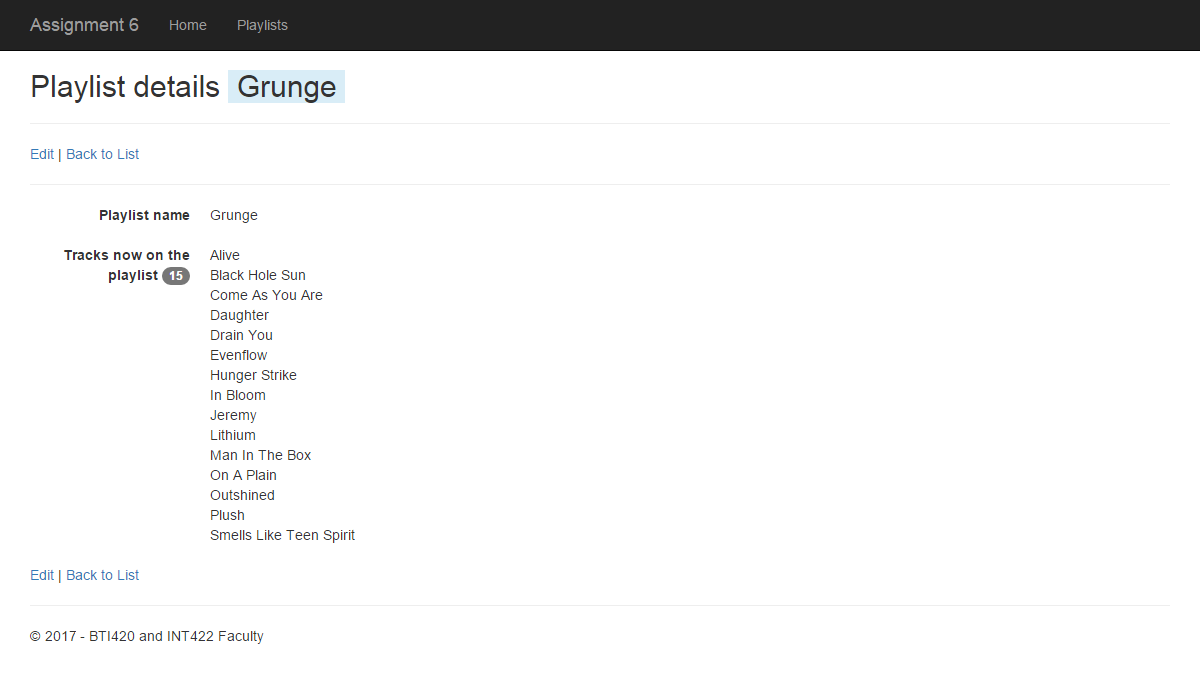 Assignment 6 Home Playlists
Playlist details Grunge
Edit | Back to List
Playlist name Grunge
Tracks now on the playlist 15
Alive
Black Hole Sun
Come As You Are
Daughter
Drain You
Evenflow
Hunger Strike
In Bloom
Jeremy
Lithium
Man In The Box
On A Plain
Outshined
Plush
Smells Like Teen Spirit
Edit | Back to List
© 2017 - BTI420 and INT422 Faculty